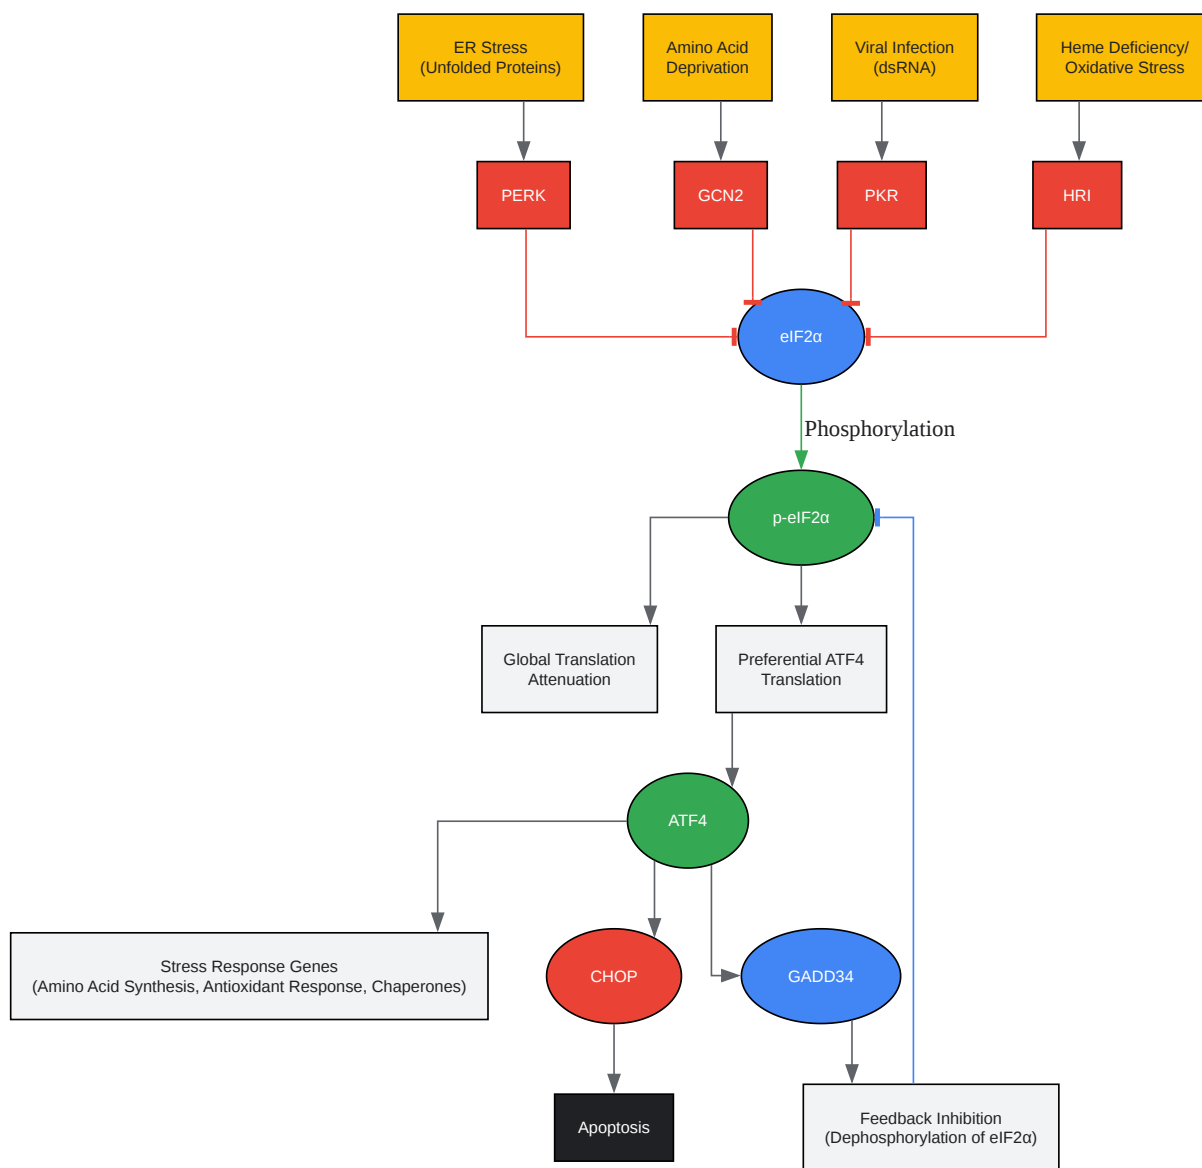 ER Stress
(Unfolded Proteins)
Amino Acid
Deprivation
Viral Infection
(dsRNA)
Heme Deficiency/
Oxidative Stress
PERK
GCN2
PKR
HRI
eIF2α
Phosphorylation
p-eIF2α
Global Translation
Attenuation
Preferential ATF4
Translation
ATF4
Stress Response Genes
(Amino Acid Synthesis, Antioxidant Response, Chaperones)
CHOP
GADD34
Apoptosis
Feedback Inhibition
(Dephosphorylation of eIF2α)